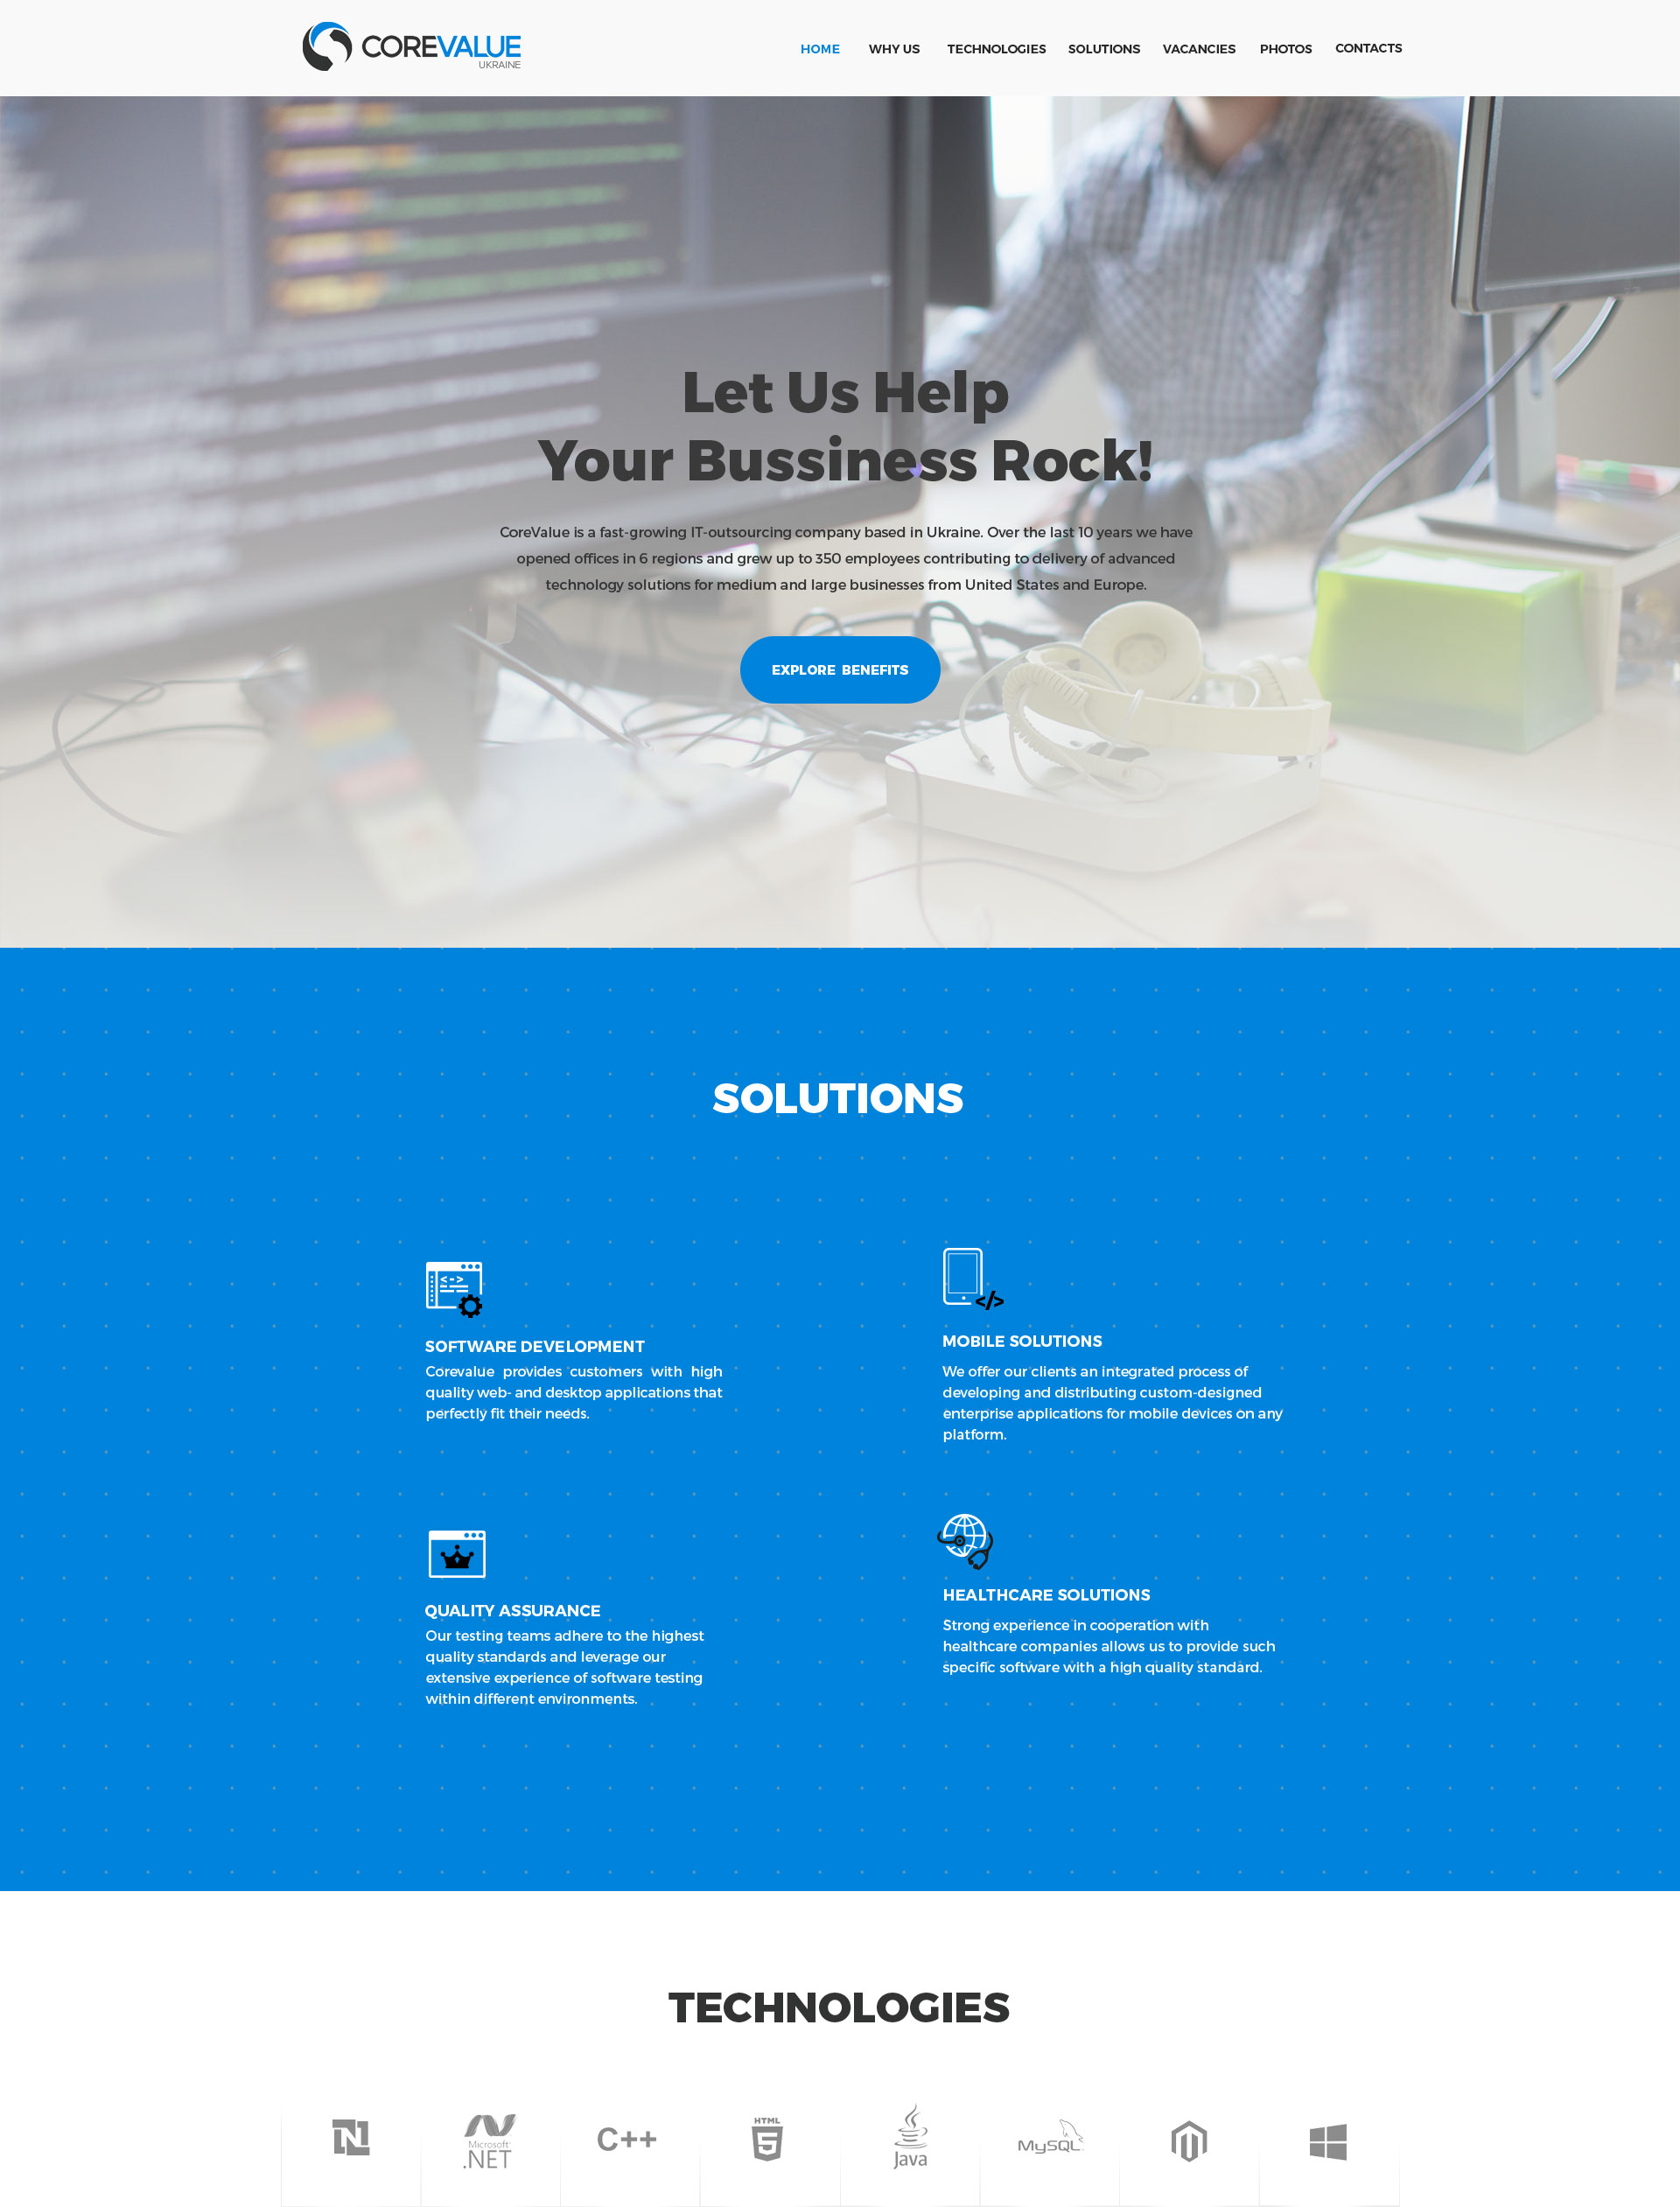 COREVALUE
UKRAINE
HOME WHY US TECHNOLOGIES SOLUTIONS VACANCIES PHOTOS CONTACTS
Let Us Help
Your Bussiness Rock!
CoreValue is a fast-growing IT-outsourcing company based in Ukraine. Over the last 10 years we have
opened offices in 6 regions and grew up to 350 employees contributing to delivery of advanced
technology solutions for medium and large businesses from United States and Europe.
EXPLORE BENEFITS
SOLUTIONS
SOFTWARE DEVELOPMENT
Corevalue provides customers with high
quality web- and desktop applications that
perfectly fit their needs.
MOBILE SOLUTIONS
We offer our clients an integrated process of
developing and distributing custom-designed
enterprise applications for mobile devices on any
platform.
QUALITY ASSURANCE
Our testing teams adhere to the highest
quality standards and leverage our
extensive experience of software testing
within different environments.
HEALTHCARE SOLUTIONS
Strong experience in cooperation with
healthcare companies allows us to provide such
specific software with a high quality standard.
TECHNOLOGIES
N
Microsoft
.NET
C++
HTML
5
Java
MySQL